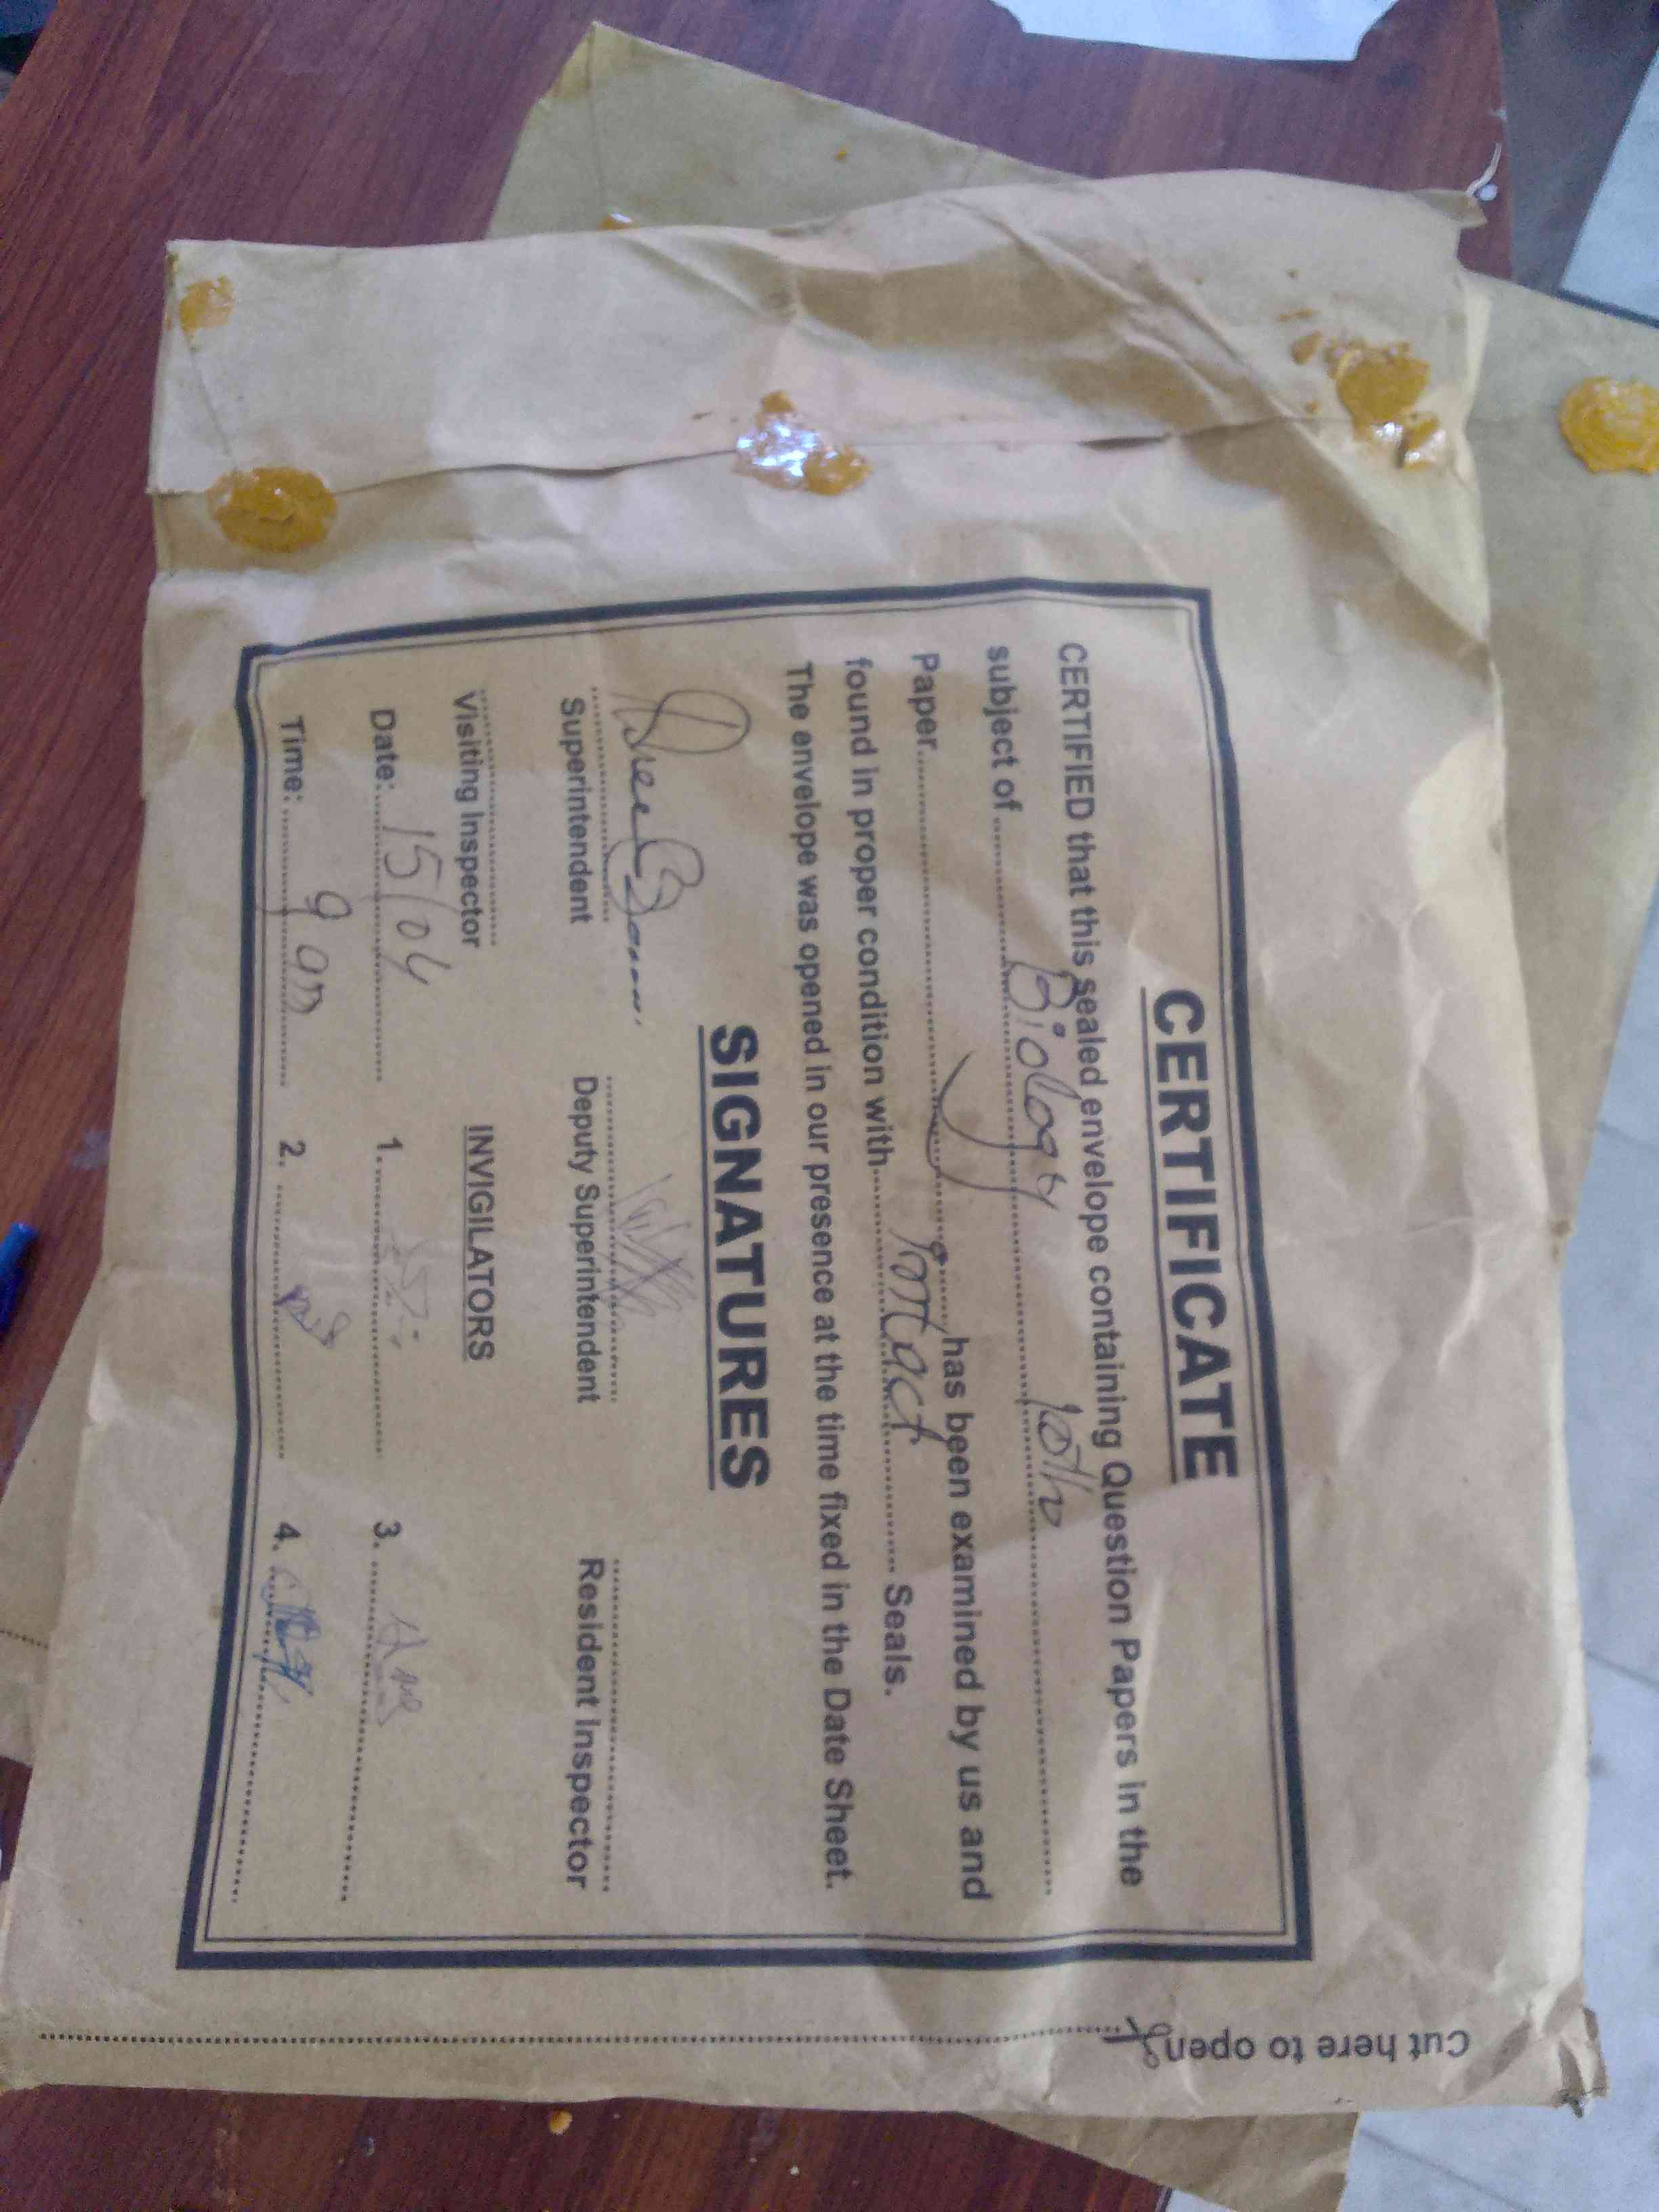 CERTIFICATE
CERTIFIED that this sealed envelope containing Question Papers in the
subject of Biology 10th
Paper has been examined by us and
found in proper condition with intact Seals.
The envelope was opened in our presence at the time fixed in the Date Sheet.
SIGNATURES
Superintendent Deputy Superintendent Resident Inspector
Visiting Inspector INVIGILATORS
Date: 15/04 1. 3.
Time: 9 am 2. 4.
Cut here to open